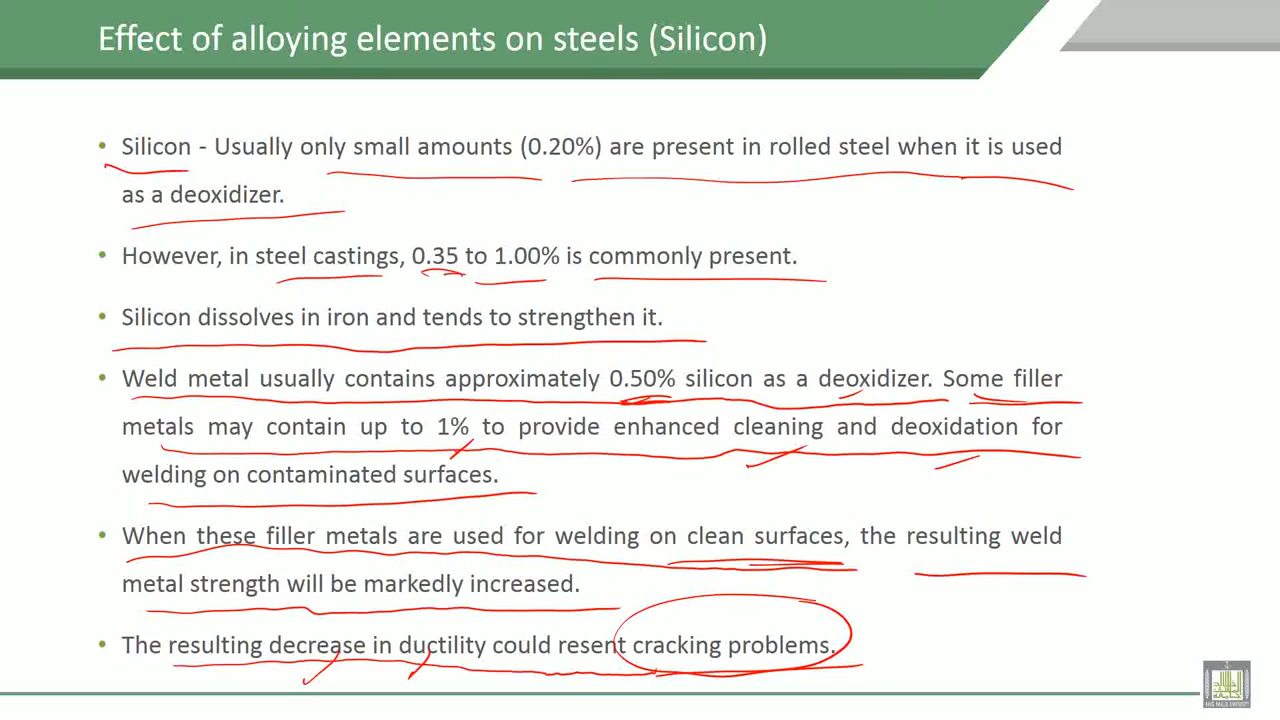 Effect of alloying elements on steels (Silicon)
• Silicon - Usually only small amounts (0.20%) are present in rolled steel when it is used
as a deoxidizer.
• However, in steel castings, 0.35 to 1.00% is commonly present.
• Silicon dissolves in iron and tends to strengthen it.
• Weld metal usually contains approximately 0.50% silicon as a deoxidizer. Some filler
metals may contain up to 1% to provide enhanced cleaning and deoxidation for
welding on contaminated surfaces.
• When these filler metals are used for welding on clean surfaces, the resulting weld
metal strength will be markedly increased.
• The resulting decrease in ductility could resent cracking problems.